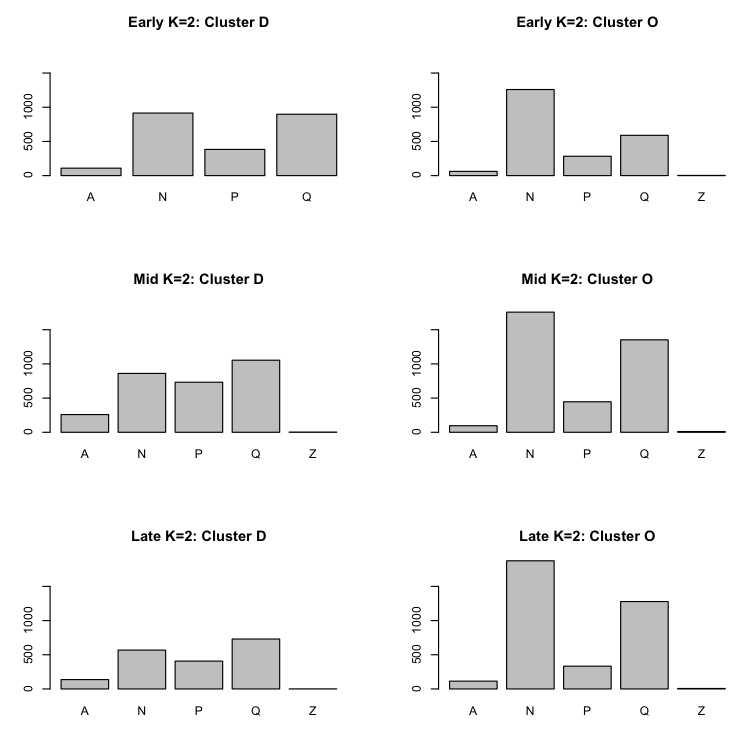 Early K=2: Cluster D
1000
500
0
A N P Q
Early K=2: Cluster O
1000
500
0
A N P Q Z
Mid K=2: Cluster D
1000
500
0
A N P Q Z
Mid K=2: Cluster O
1000
500
0
A N P Q Z
Late K=2: Cluster D
1000
500
0
A N P Q Z
Late K=2: Cluster O
1000
500
0
A N P Q Z